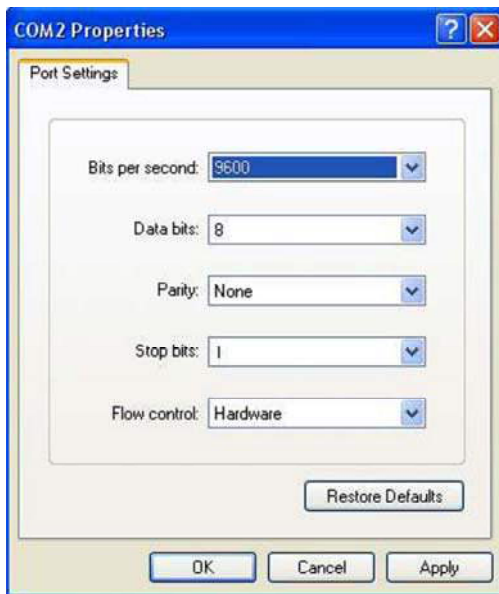 COM2 Properties
Port Settings
Bits per second: 9600
Data bits: 8
Parity: None
Stop bits: 1
Flow control: Hardware
Restore Defaults
OK Cancel Apply